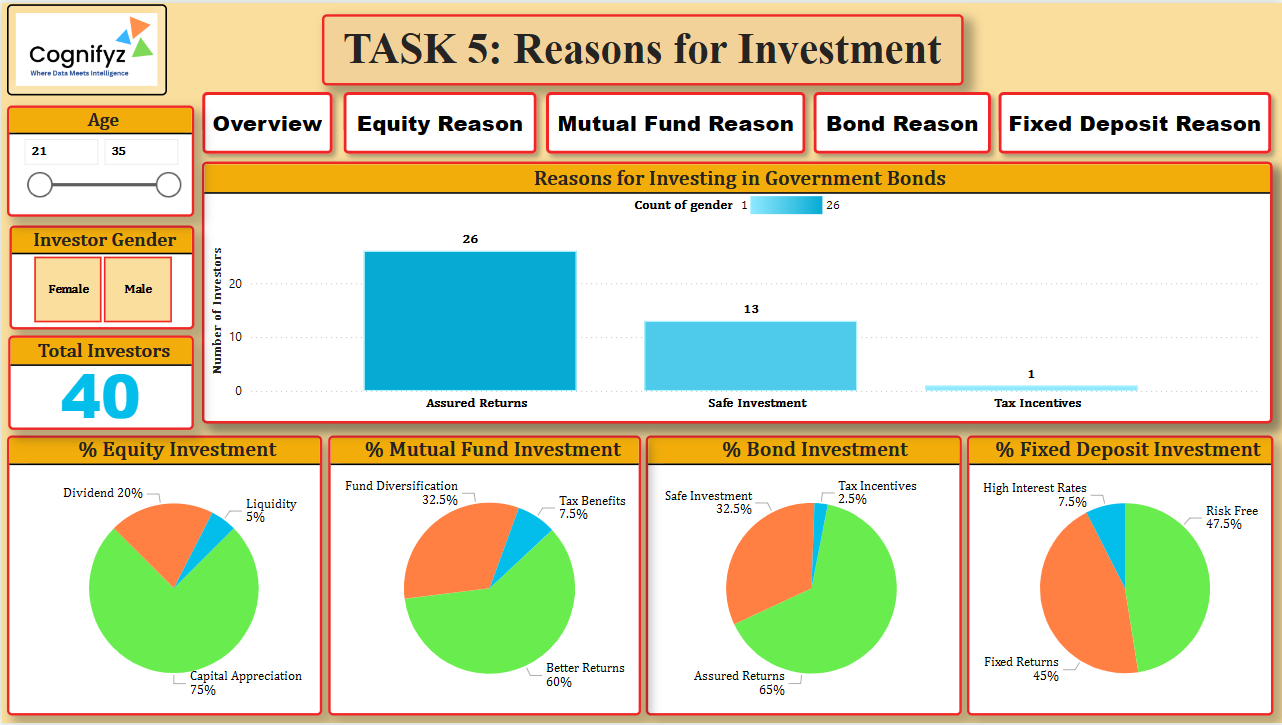 Cognifyz
Where Data Meets Intelligence
TASK 5: Reasons for Investment
Overview
Equity Reason
Mutual Fund Reason
Bond Reason
Fixed Deposit Reason
Age
21
35
Investor Gender
Female
Male
Total Investors
40
Reasons for Investing in Government Bonds
Count of gender 1 26
Number of Investors
20
10
0
26
13
1
Assured Returns
Safe Investment
Tax Incentives
% Equity Investment
Dividend 20%
Liquidity
5%
Capital Appreciation
75%
% Mutual Fund Investment
Fund Diversification
32.5%
Tax Benefits
7.5%
Better Returns
60%
% Bond Investment
Safe Investment
32.5%
Tax Incentives
2.5%
Assured Returns
65%
% Fixed Deposit Investment
High Interest Rates
7.5%
Risk Free
47.5%
Fixed Returns
45%